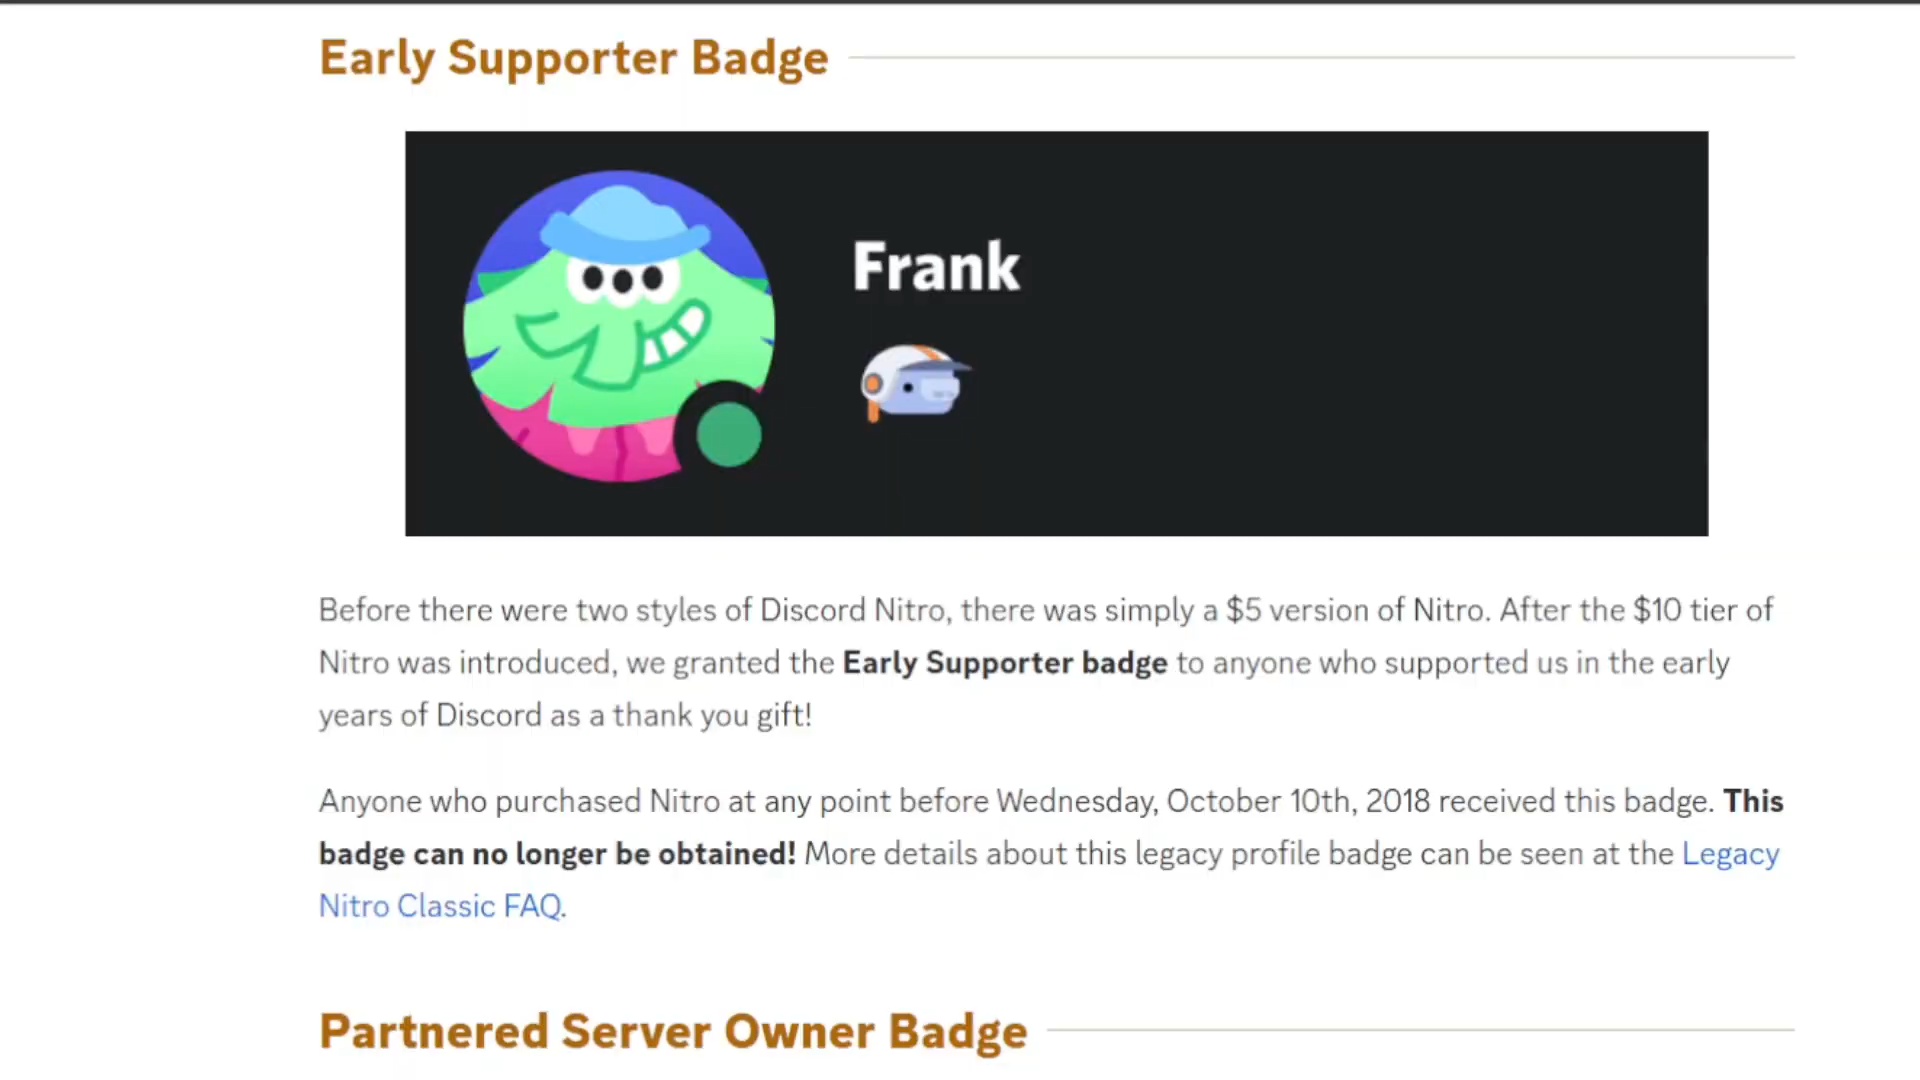 Early Supporter Badge
Frank
Before there were two styles of Discord Nitro, there was simply a $5 version of Nitro. After the $10 tier of
Nitro was introduced, we granted the Early Supporter badge to anyone who supported us in the early
years of Discord as a thank you gift!
Anyone who purchased Nitro at any point before Wednesday, October 10th, 2018 received this badge. This
badge can no longer be obtained! More details about this legacy profile badge can be seen at the Legacy
Nitro Classic FAQ.
Partnered Server Owner Badge